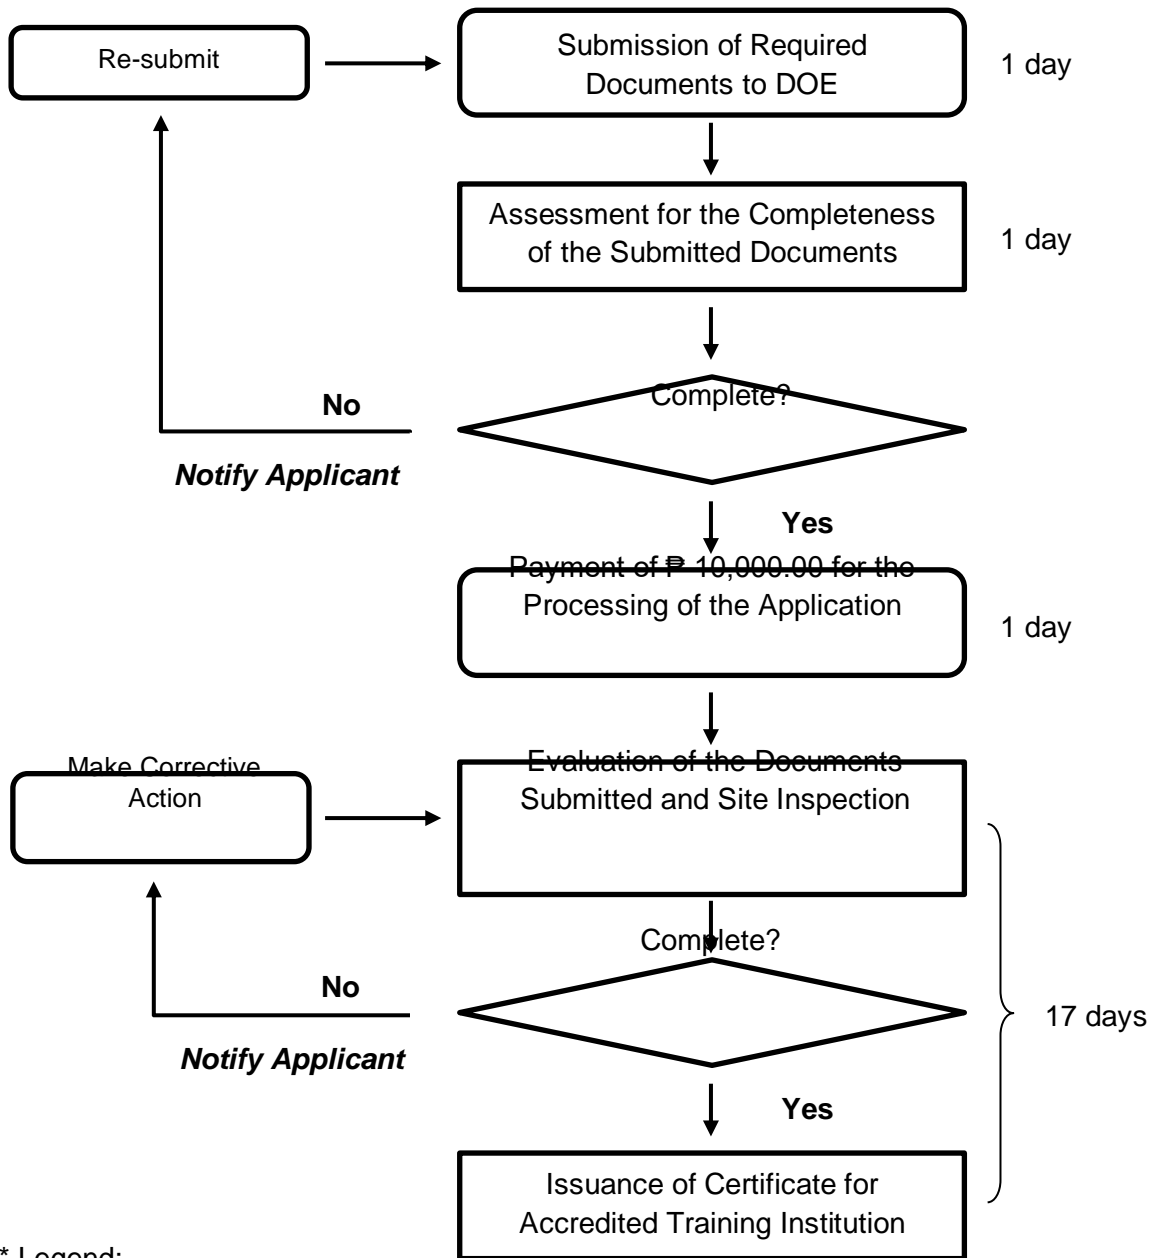 Re-submit
Submission of Required
Documents to DOE
1 day
Assessment for the Completeness
of the Submitted Documents
1 day
Complete?
No
Notify Applicant
Yes
Payment of ₱ 10,000.00 for the
Processing of the Application
1 day
Make Corrective
Action
Evaluation of the Documents
Submitted and Site Inspection
Complete?
No
Notify Applicant
17 days
Yes
Issuance of Certificate for
Accredited Training Institution
* Legend: